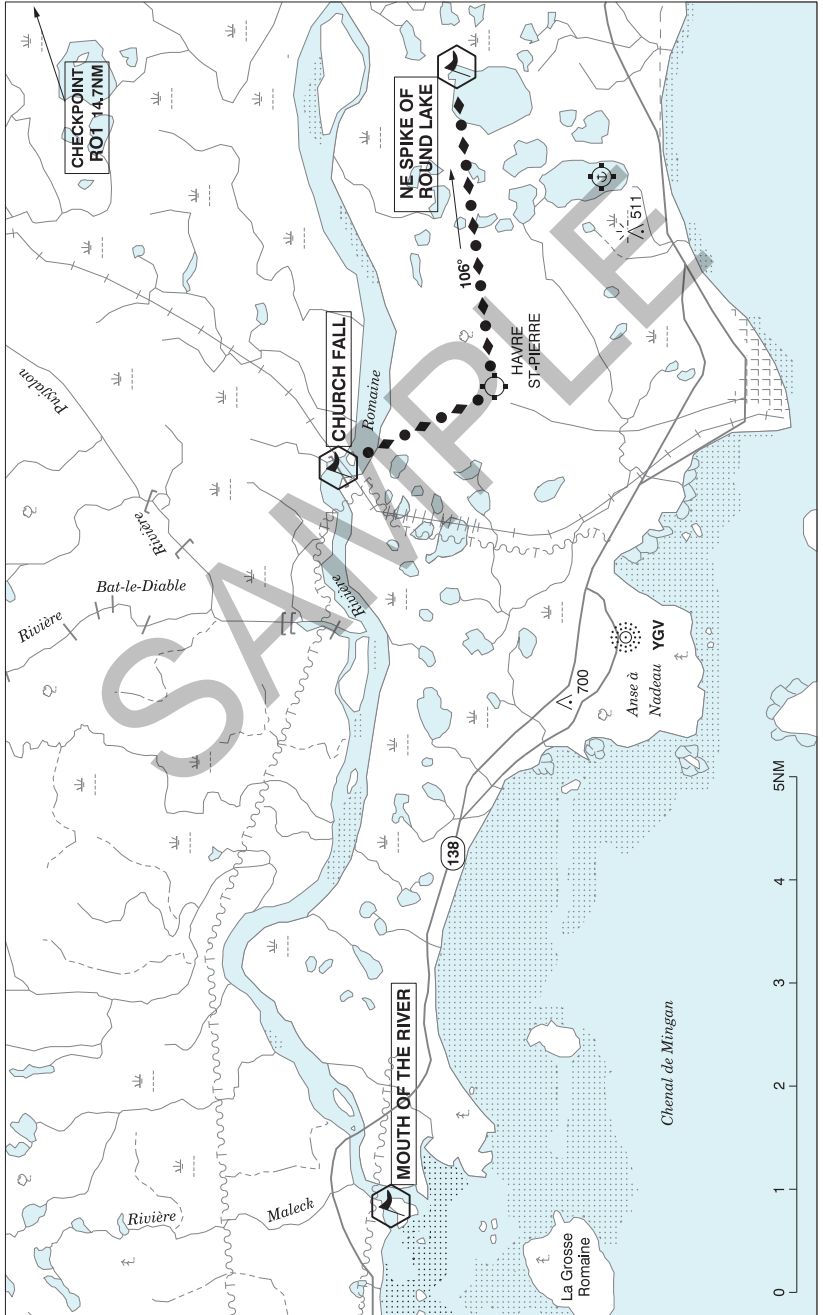 CHECKPOINT
RO1 14.7NM
NE SPIKE OF
ROUND LAKE
106°
511
HAVRE
ST-PIERRE
CHURCH FALL
Romaine
Rivière
Puyjalon
Rivière
Bat-le-Diable
Rivière
YGV
Anse à
Nadeau
700
138
MOUTH OF THE RIVER
Rivière
Maleck
Chenal de Mingan
La Grosse
Romaine
0 1 2 3 4 5NM
SAMPLE